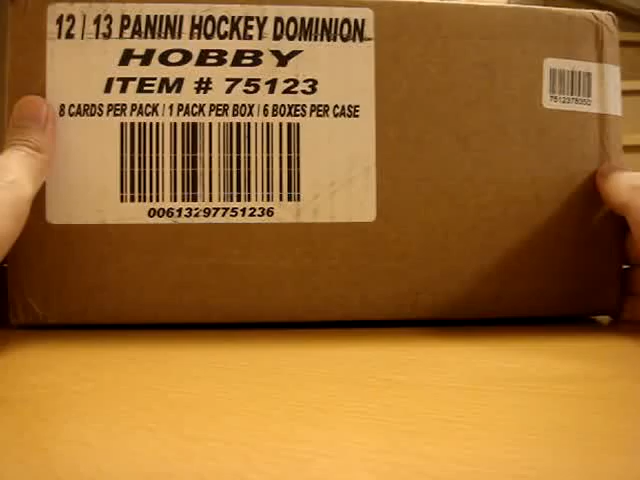 12 | 13 PANINI HOCKEY DOMINION
HOBBY
ITEM # 75123
8 CARDS PER PACK / 1 PACK PER BOX / 6 BOXES PER CASE
00613297751236